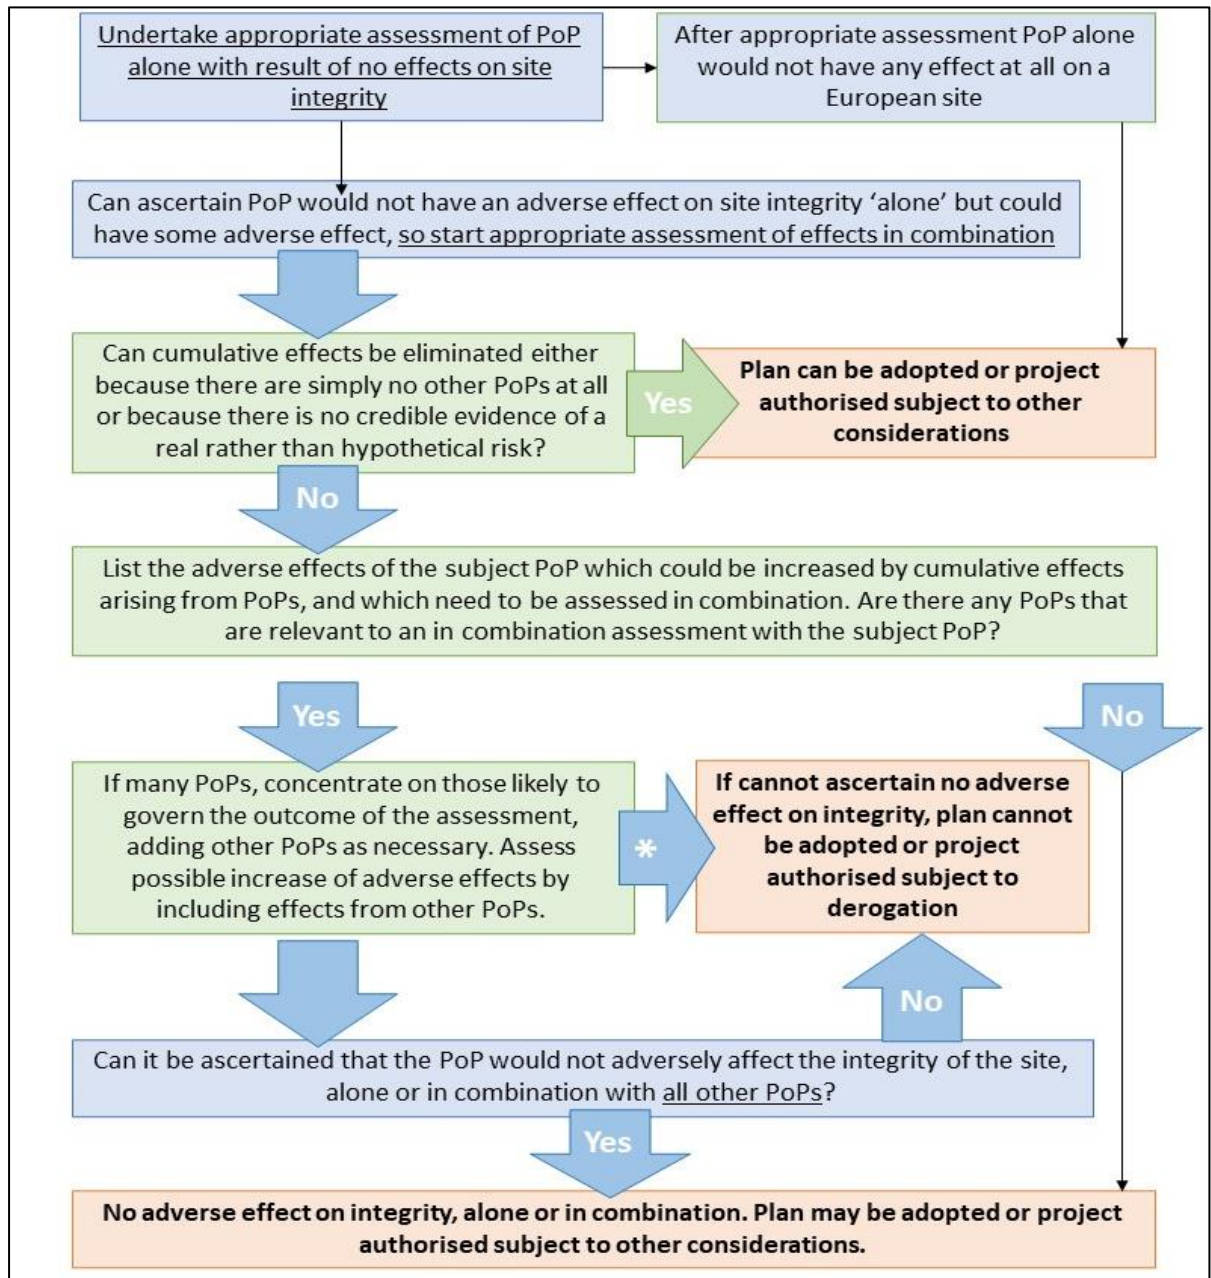 Undertake appropriate assessment of PoP
alone with result of no effects on site
integrity
After appropriate assessment PoP alone
would not have any effect at all on a
European site
Can ascertain PoP would not have an adverse effect on site integrity ‘alone’ but could
have some adverse effect, so start appropriate assessment of effects in combination
Can cumulative effects be eliminated either
because there are simply no other PoPs at all
or because there is no credible evidence of a
real rather than hypothetical risk?
Yes
Plan can be adopted or project
authorised subject to other
considerations
No
List the adverse effects of the subject PoP which could be increased by cumulative effects
arising from PoPs, and which need to be assessed in combination. Are there any PoPs that
are relevant to an in combination assessment with the subject PoP?
Yes
No
If many PoPs, concentrate on those likely to
govern the outcome of the assessment,
adding other PoPs as necessary. Assess
possible increase of adverse effects by
including effects from other PoPs.
*
If cannot ascertain no adverse
effect on integrity, plan cannot
be adopted or project
authorised subject to
derogation
No
Can it be ascertained that the PoP would not adversely affect the integrity of the site,
alone or in combination with all other PoPs?
Yes
No adverse effect on integrity, alone or in combination. Plan may be adopted or project
authorised subject to other considerations.